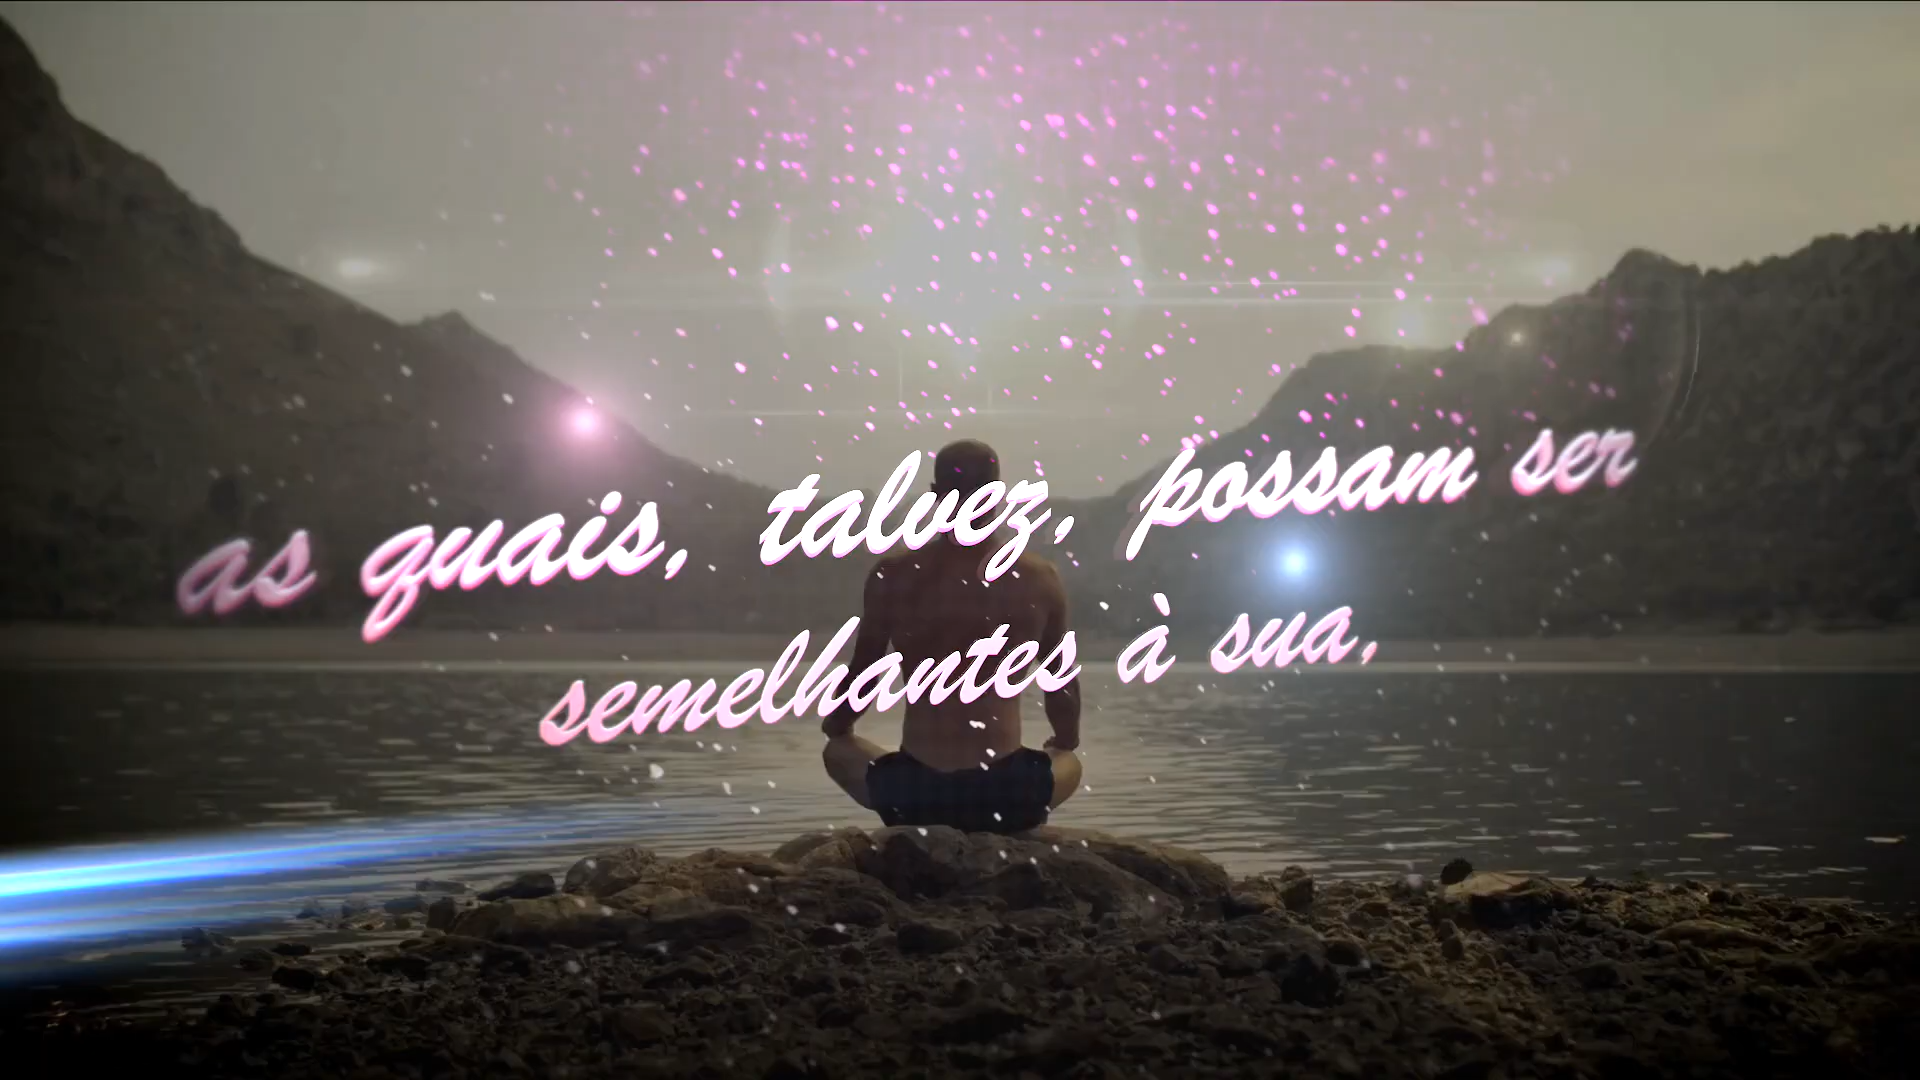 as quais, talvez, possam ser
semelhantes à sua,